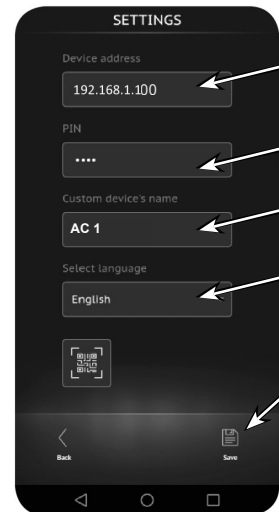 SETTINGS
Device address
192.168.1.100
PIN
••••
Custom device's name
AC 1
Select language
English
Back
Save